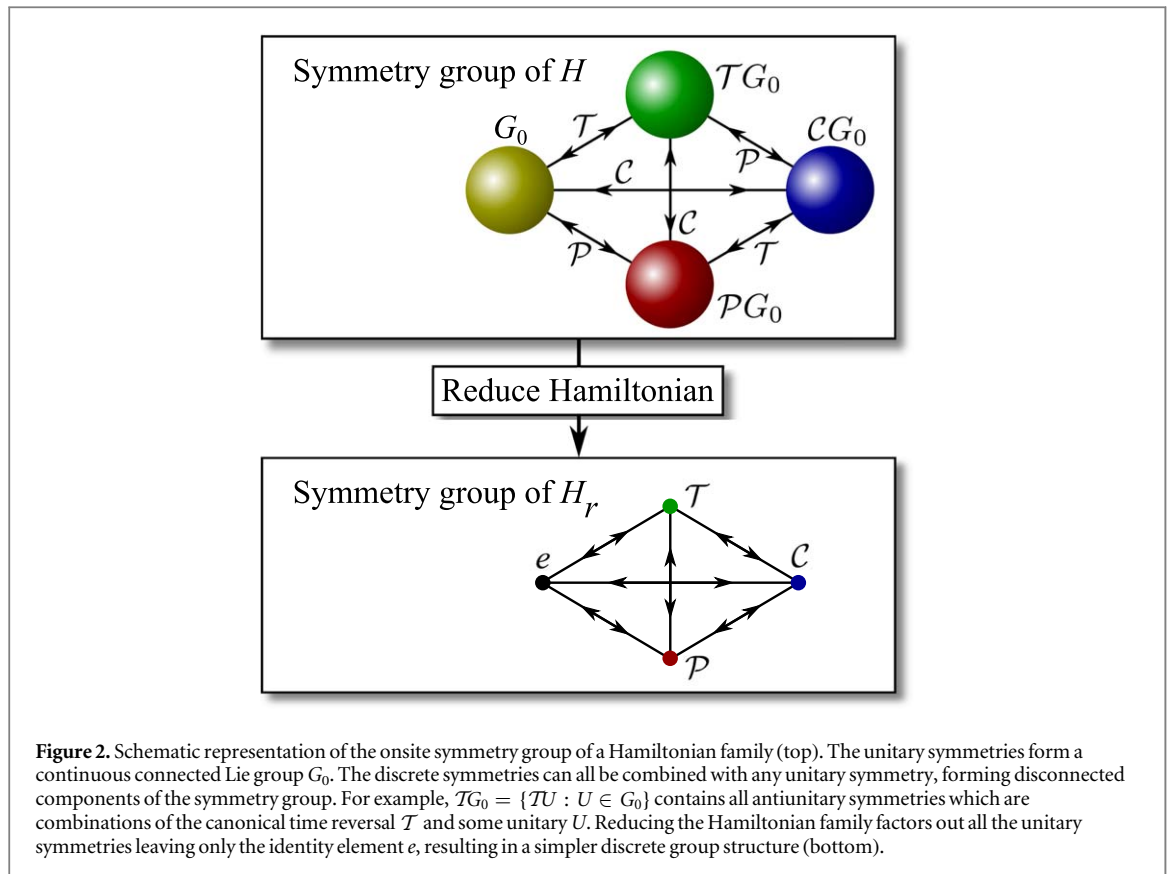 Symmetry group of H
𝒯G₀
G₀
𝒯
𝒞G₀
𝒫
𝒞
𝒞
𝒫
𝒯
𝒫G₀
Reduce Hamiltonian
Symmetry group of Hᵣ
𝒯
e
𝒞
𝒫
Figure 2. Schematic representation of the onsite symmetry group of a Hamiltonian family (top). The unitary symmetries form a
continuous connected Lie group G₀. The discrete symmetries can all be combined with any unitary symmetry, forming disconnected
components of the symmetry group. For example, 𝒯G₀ = {𝒯U : U ∈ G₀} contains all antiunitary symmetries which are
combinations of the canonical time reversal 𝒯 and some unitary U. Reducing the Hamiltonian family factors out all the unitary
symmetries leaving only the identity element e, resulting in a simpler discrete group structure (bottom).